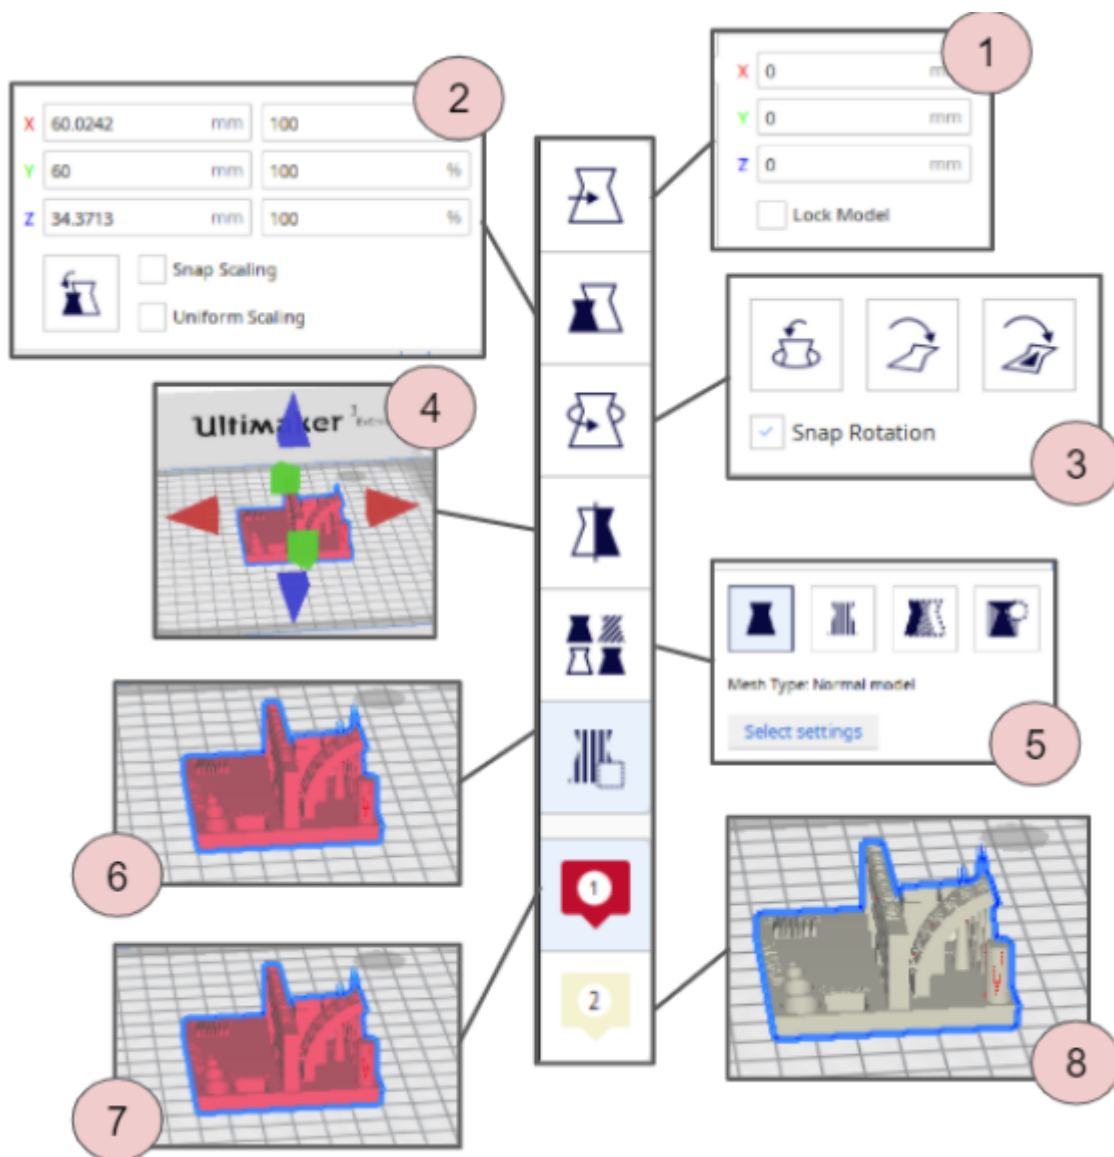 1
X 0 mm
Y 0 mm
Z 0 mm
Lock Model
2
X 60.0242 mm 100
Y 60 mm 100 %
Z 34.3713 mm 100 %
Snap Scaling
Uniform Scaling
Snap Rotation
3
4
Ultimaker 3
5
Mesh Type: Normal model
Select settings
6
7
8
1
2